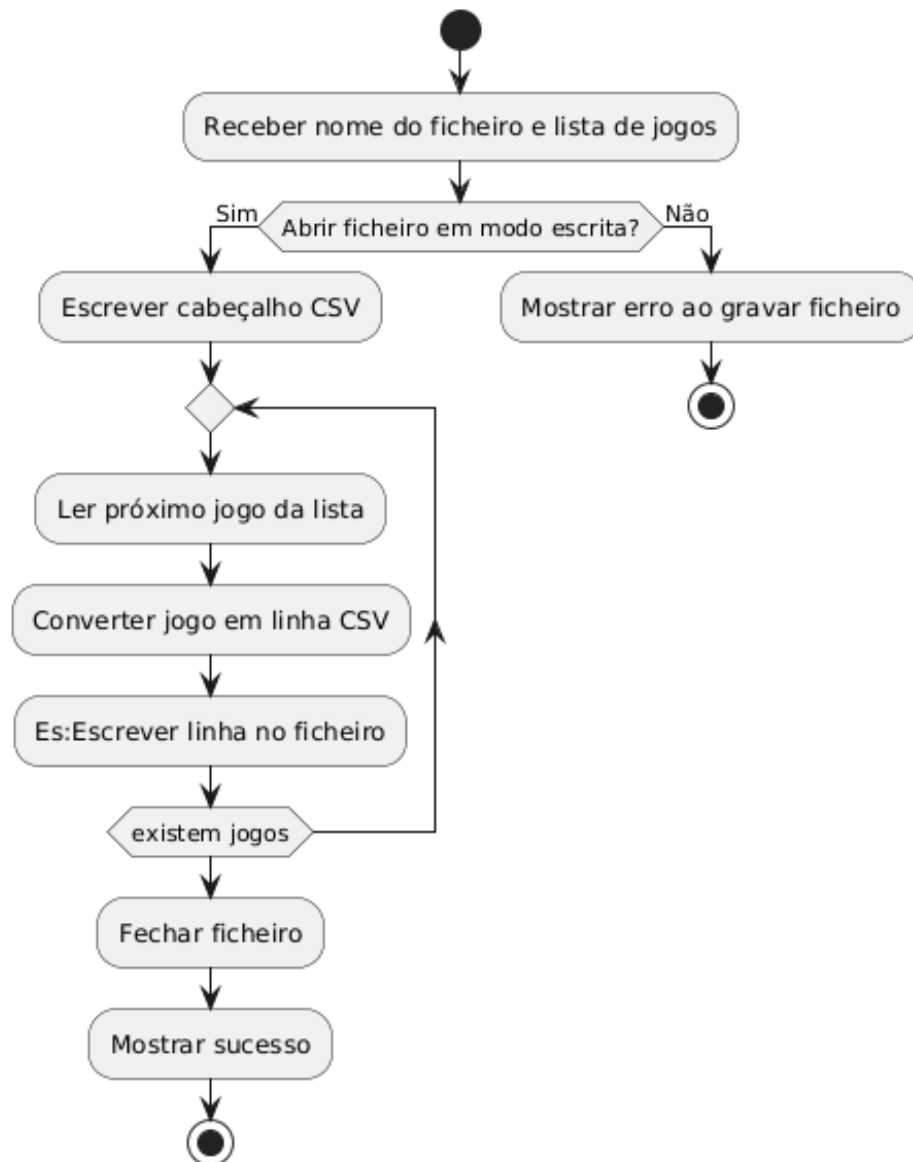 Receber nome do ficheiro e lista de jogos
Sim
Abrir ficheiro em modo escrita?
Não
Escrever cabeçalho CSV
Mostrar erro ao gravar ficheiro
Ler próximo jogo da lista
Converter jogo em linha CSV
Es:Escrever linha no ficheiro
existem jogos
Fechar ficheiro
Mostrar sucesso